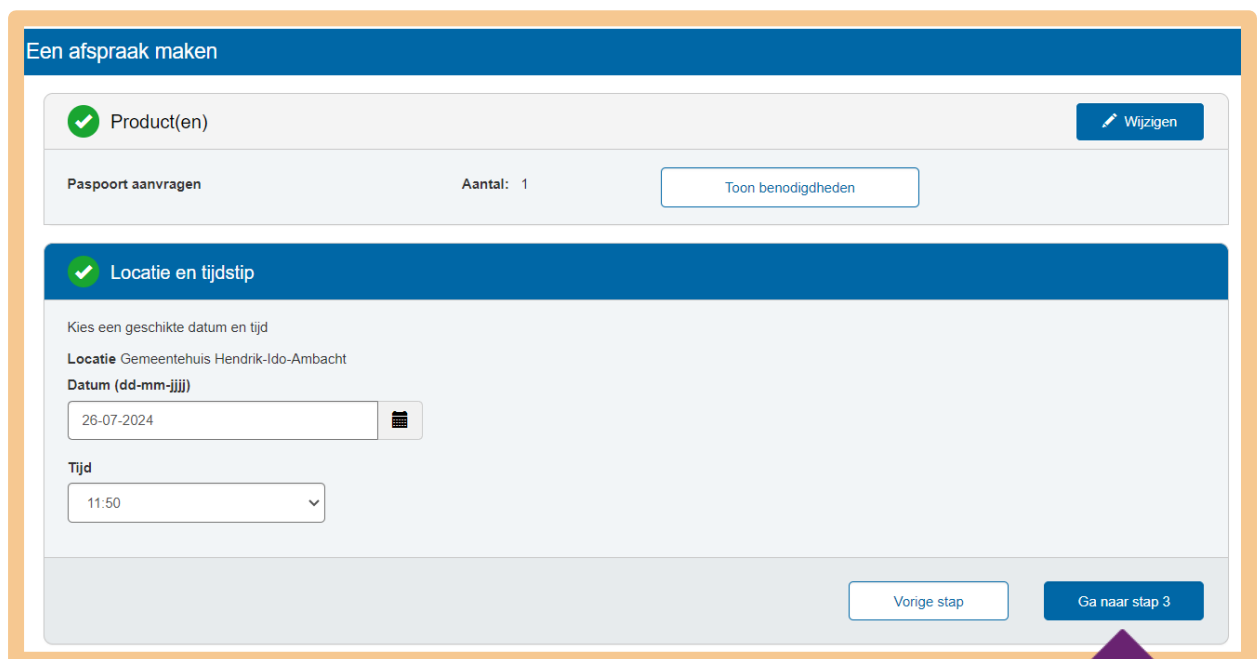 Een afspraak maken
Product(en)
Wijzigen
Paspoort aanvragen
Aantal: 1
Toon benodigdheden
Locatie en tijdstip
Kies een geschikte datum en tijd
Locatie Gemeentehuis Hendrik-Ido-Ambacht
Datum (dd-mm-jjjj)
26-07-2024
Tijd
11:50
Vorige stap
Ga naar stap 3